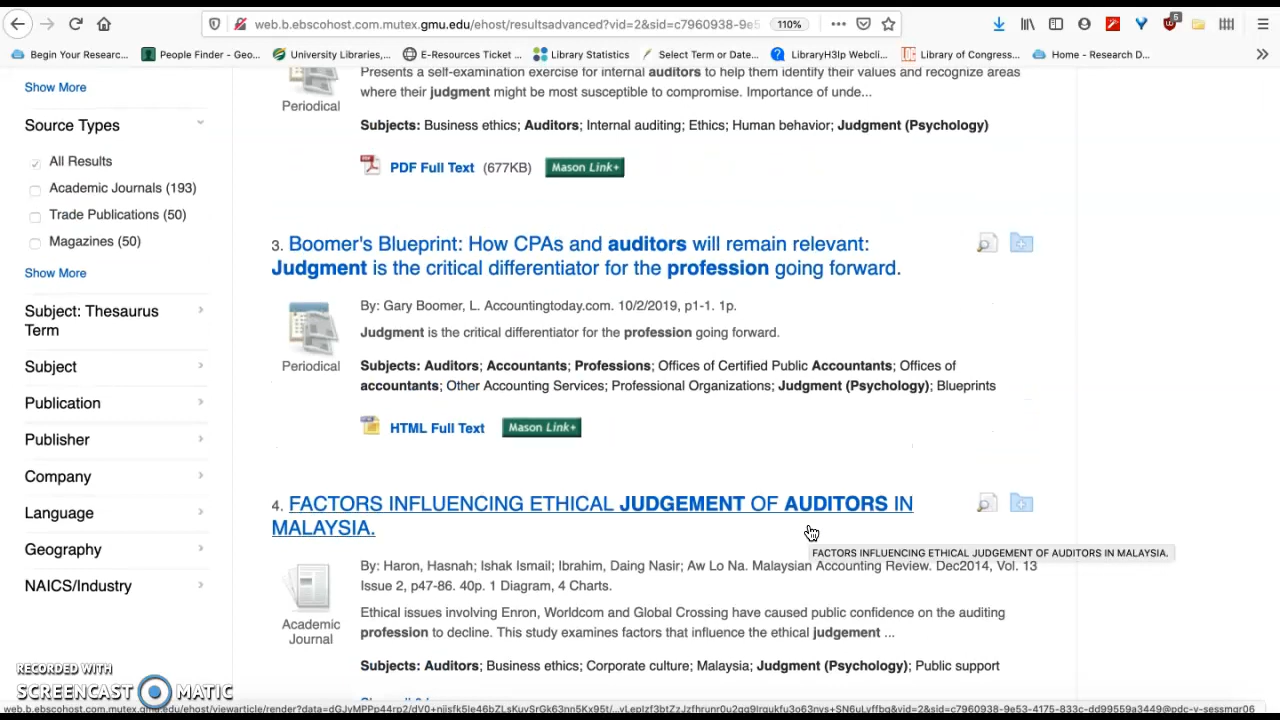 web.b.ebscohost.com.mutex.gmu.edu/ehost/resultsadvanced?vid=2&sid=c7960938-9e5
110%
6
Begin Your Researc...
People Finder - Geo...
University Libraries,...
E-Resources Ticket ...
Library Statistics
Select Term or Date...
LibraryH3lp Webcli...
Library of Congress...
Home - Research D...
Show More
Source Types
All Results
Academic Journals (193)
Trade Publications (50)
Magazines (50)
Show More
Subject: Thesaurus
Term
Subject
Publication
Publisher
Company
Language
Geography
NAICS/Industry
Periodical
Presents a self-examination exercise for internal auditors to help them identify their values and recognize areas
where their judgment might be most susceptible to compromise. Importance of unde...
Subjects: Business ethics; Auditors; Internal auditing; Ethics; Human behavior; Judgment (Psychology)
PDF Full Text (677KB) Mason Link+
3. Boomer's Blueprint: How CPAs and auditors will remain relevant:
Judgment is the critical differentiator for the profession going forward.
Periodical
By: Gary Boomer, L. Accountingtoday.com. 10/2/2019, p1-1. 1p.
Judgment is the critical differentiator for the profession going forward.
Subjects: Auditors; Accountants; Professions; Offices of Certified Public Accountants; Offices of
accountants; Other Accounting Services; Professional Organizations; Judgment (Psychology); Blueprints
HTML Full Text Mason Link+
4. FACTORS INFLUENCING ETHICAL JUDGEMENT OF AUDITORS IN
MALAYSIA.
FACTORS INFLUENCING ETHICAL JUDGEMENT OF AUDITORS IN MALAYSIA.
Academic
Journal
By: Haron, Hasnah; Ishak Ismail; Ibrahim, Daing Nasir; Aw Lo Na. Malaysian Accounting Review. Dec2014, Vol. 13
Issue 2, p47-86. 40p. 1 Diagram, 4 Charts.
Ethical issues involving Enron, Worldcom and Global Crossing have caused public confidence on the auditing
profession to decline. This study examines factors that influence the ethical judgement ...
Subjects: Auditors; Business ethics; Corporate culture; Malaysia; Judgment (Psychology); Public support
RECORDED WITH
SCREENCAST MATIC